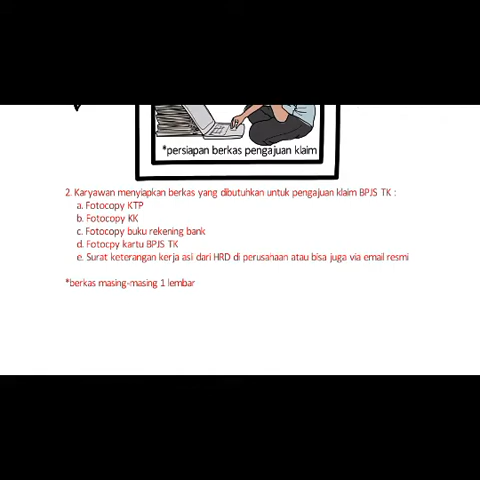 *persiapan berkas pengajuan klaim
2. Karyawan menyiapkan berkas yang dibutuhkan untuk pengajuan klaim BPJS TK :
a. Fotocopy KTP
b. Fotocopy KK
c. Fotocopy buku rekening bank
d. Fotocpy kartu BPJS TK
e. Surat keterangan kerja asi dari HRD di perusahaan atau bisa juga via email resmi
*berkas masing-masing 1 lembar